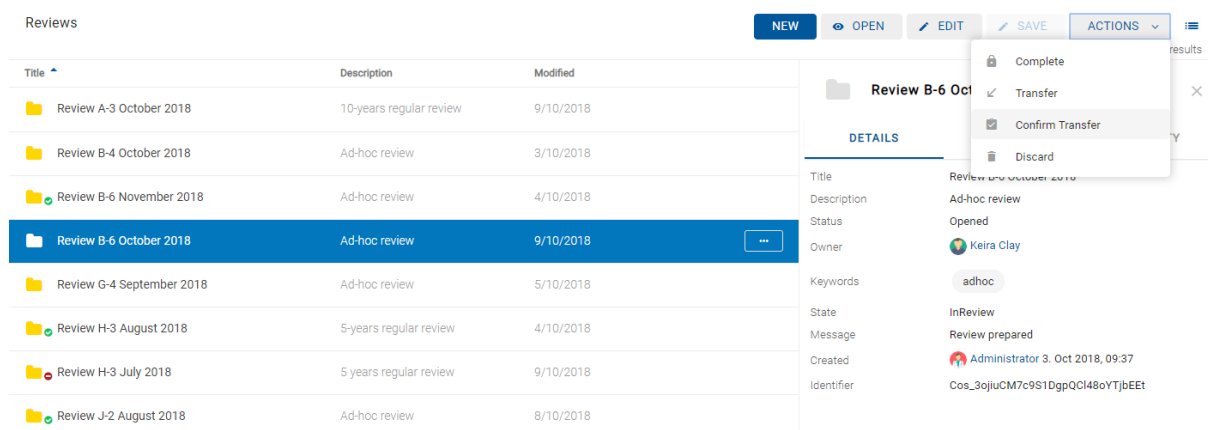 Reviews
NEW OPEN EDIT SAVE ACTIONS
results
Title Description Modified
Review A-3 October 2018 10-years regular review 9/10/2018
Review B-4 October 2018 Ad-hoc review 3/10/2018
Review B-6 November 2018 Ad-hoc review 4/10/2018
Review B-6 October 2018 Ad-hoc review 9/10/2018 ...
Review G-4 September 2018 Ad-hoc review 5/10/2018
Review H-3 August 2018 5-years regular review 4/10/2018
Review H-3 July 2018 5 years regular review 9/10/2018
Review J-2 August 2018 Ad-hoc review 8/10/2018
Complete
Transfer
Confirm Transfer
Discard
Review B-6 Oct
DETAILS
Title Review B-6 October 2018
Description Ad-hoc review
Status Opened
Owner Keira Clay
Keywords adhoc
State InReview
Message Review prepared
Created Administrator 3. Oct 2018, 09:37
Identifier Cos_3ojiuCM7c9S1DgpQCl48oYTjbEEt